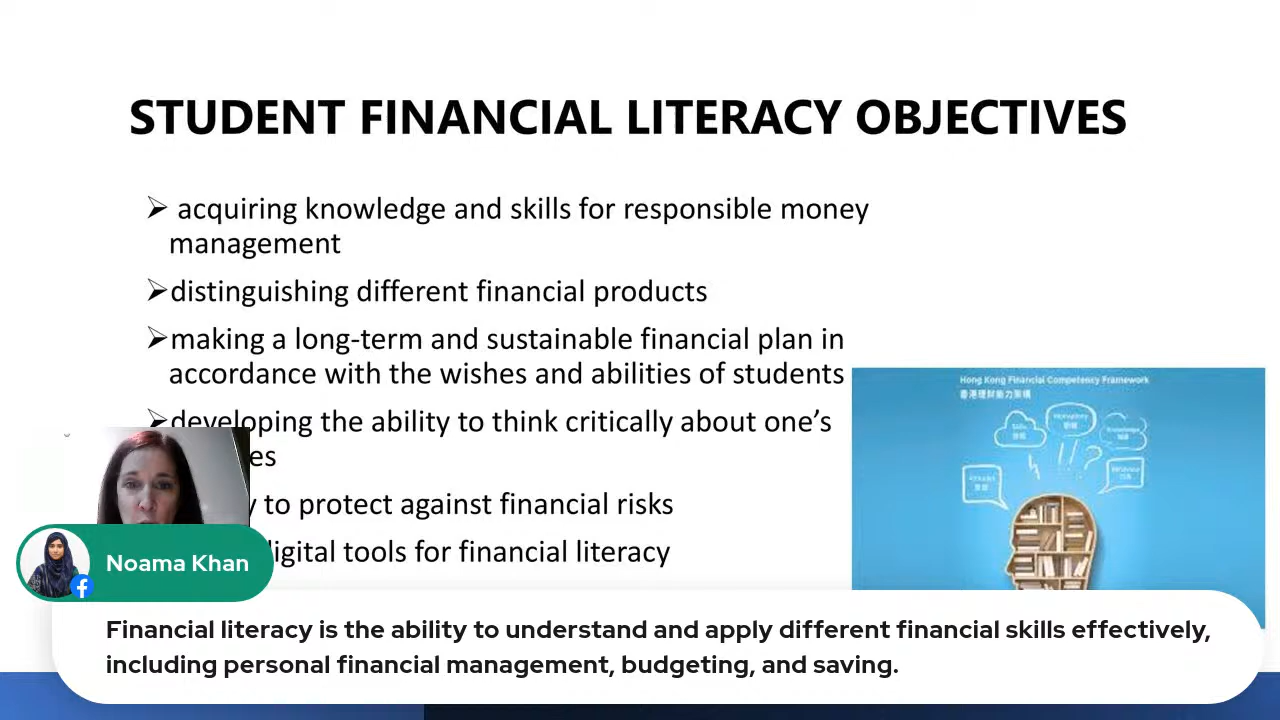 STUDENT FINANCIAL LITERACY OBJECTIVES
acquiring knowledge and skills for responsible money
management
distinguishing different financial products
making a long-term and sustainable financial plan in
accordance with the wishes and abilities of students
developing the ability to think critically about one’s
es
y to protect against financial risks
digital tools for financial literacy
Hong Kong Financial Competency Framework
香港理財能力架構
Noama Khan
Financial literacy is the ability to understand and apply different financial skills effectively,
including personal financial management, budgeting, and saving.